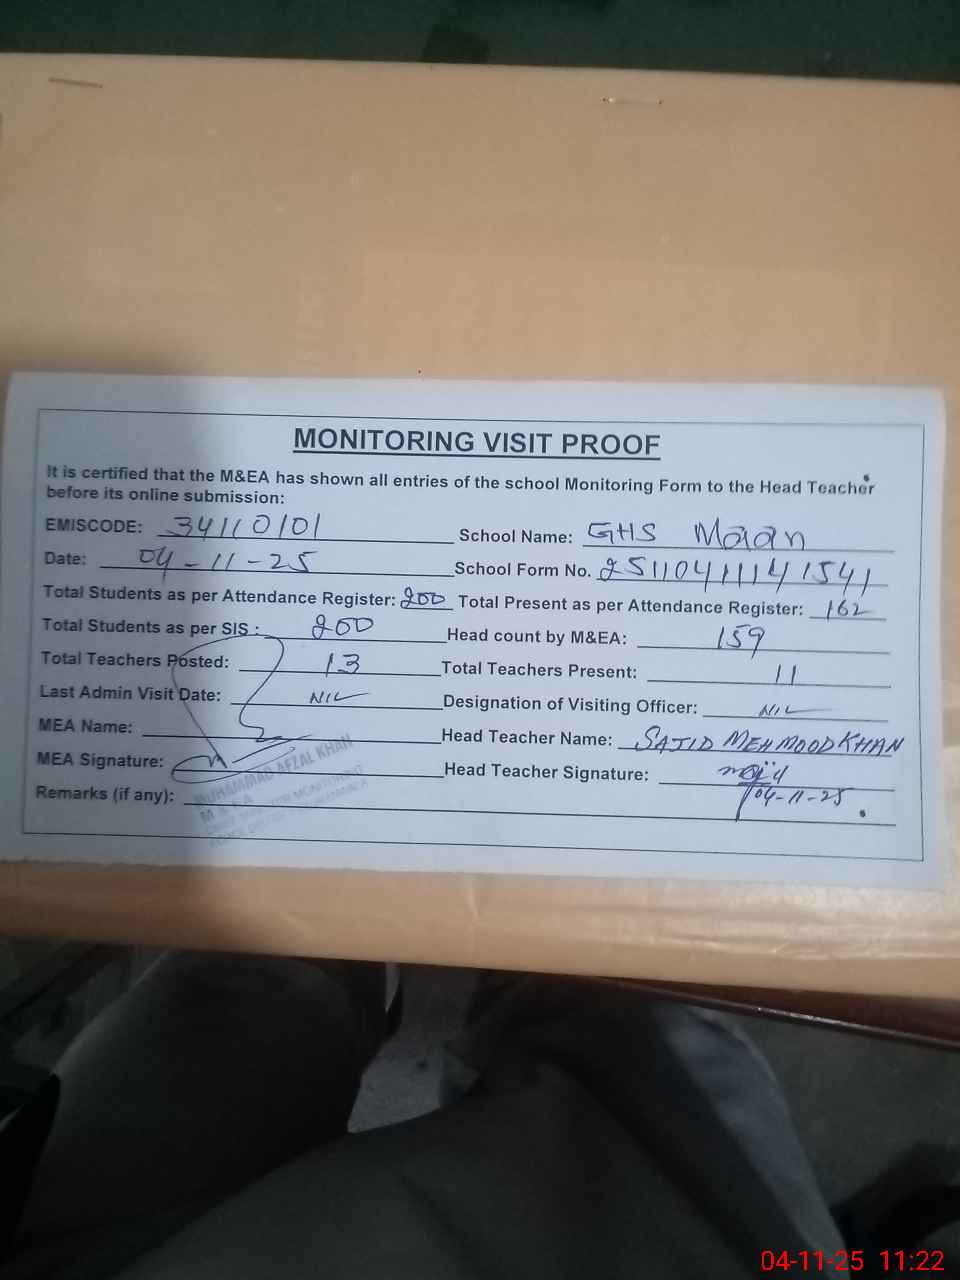 MONITORING VISIT PROOF
It is certified that the M&EA has shown all entries of the school Monitoring Form to the Head Teacher
before its online submission:
EMISCODE: 34110101 School Name: GHS Maan
Date: 04-11-25 School Form No. 25110411141541
Total Students as per Attendance Register: 200 Total Present as per Attendance Register: 162
Total Students as per SIS: 200 Head count by M&EA: 159
Total Teachers Posted: 13 Total Teachers Present: 11
Last Admin Visit Date: NIL Designation of Visiting Officer: NIL
MEA Name: Head Teacher Name: SAJID MEHMOOD KHAN
MEA Signature: Head Teacher Signature:
04-11-25
Remarks (if any):
MUHAMMAD AFZAL KHAN
04-11-25 11:22